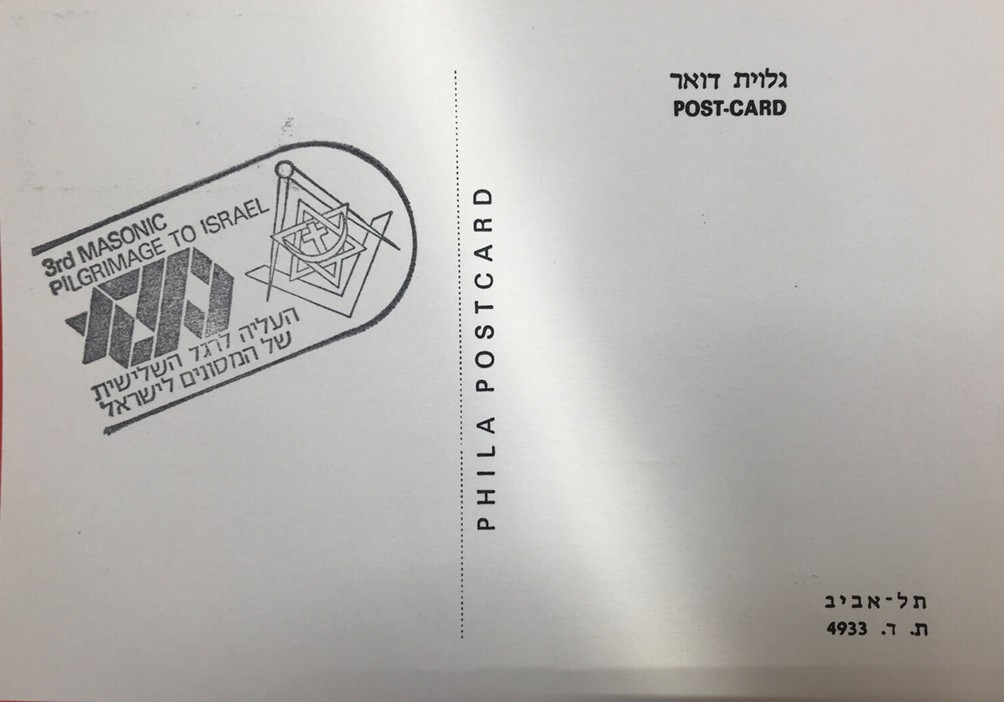 3rd MASONIC
PILGRIMAGE TO ISRAEL
העליה לרגל השלישית
של המסונים לישראל
PHILA POSTCARD
גלוית דואר
POST-CARD
תל-אביב
ת. ד. 4933